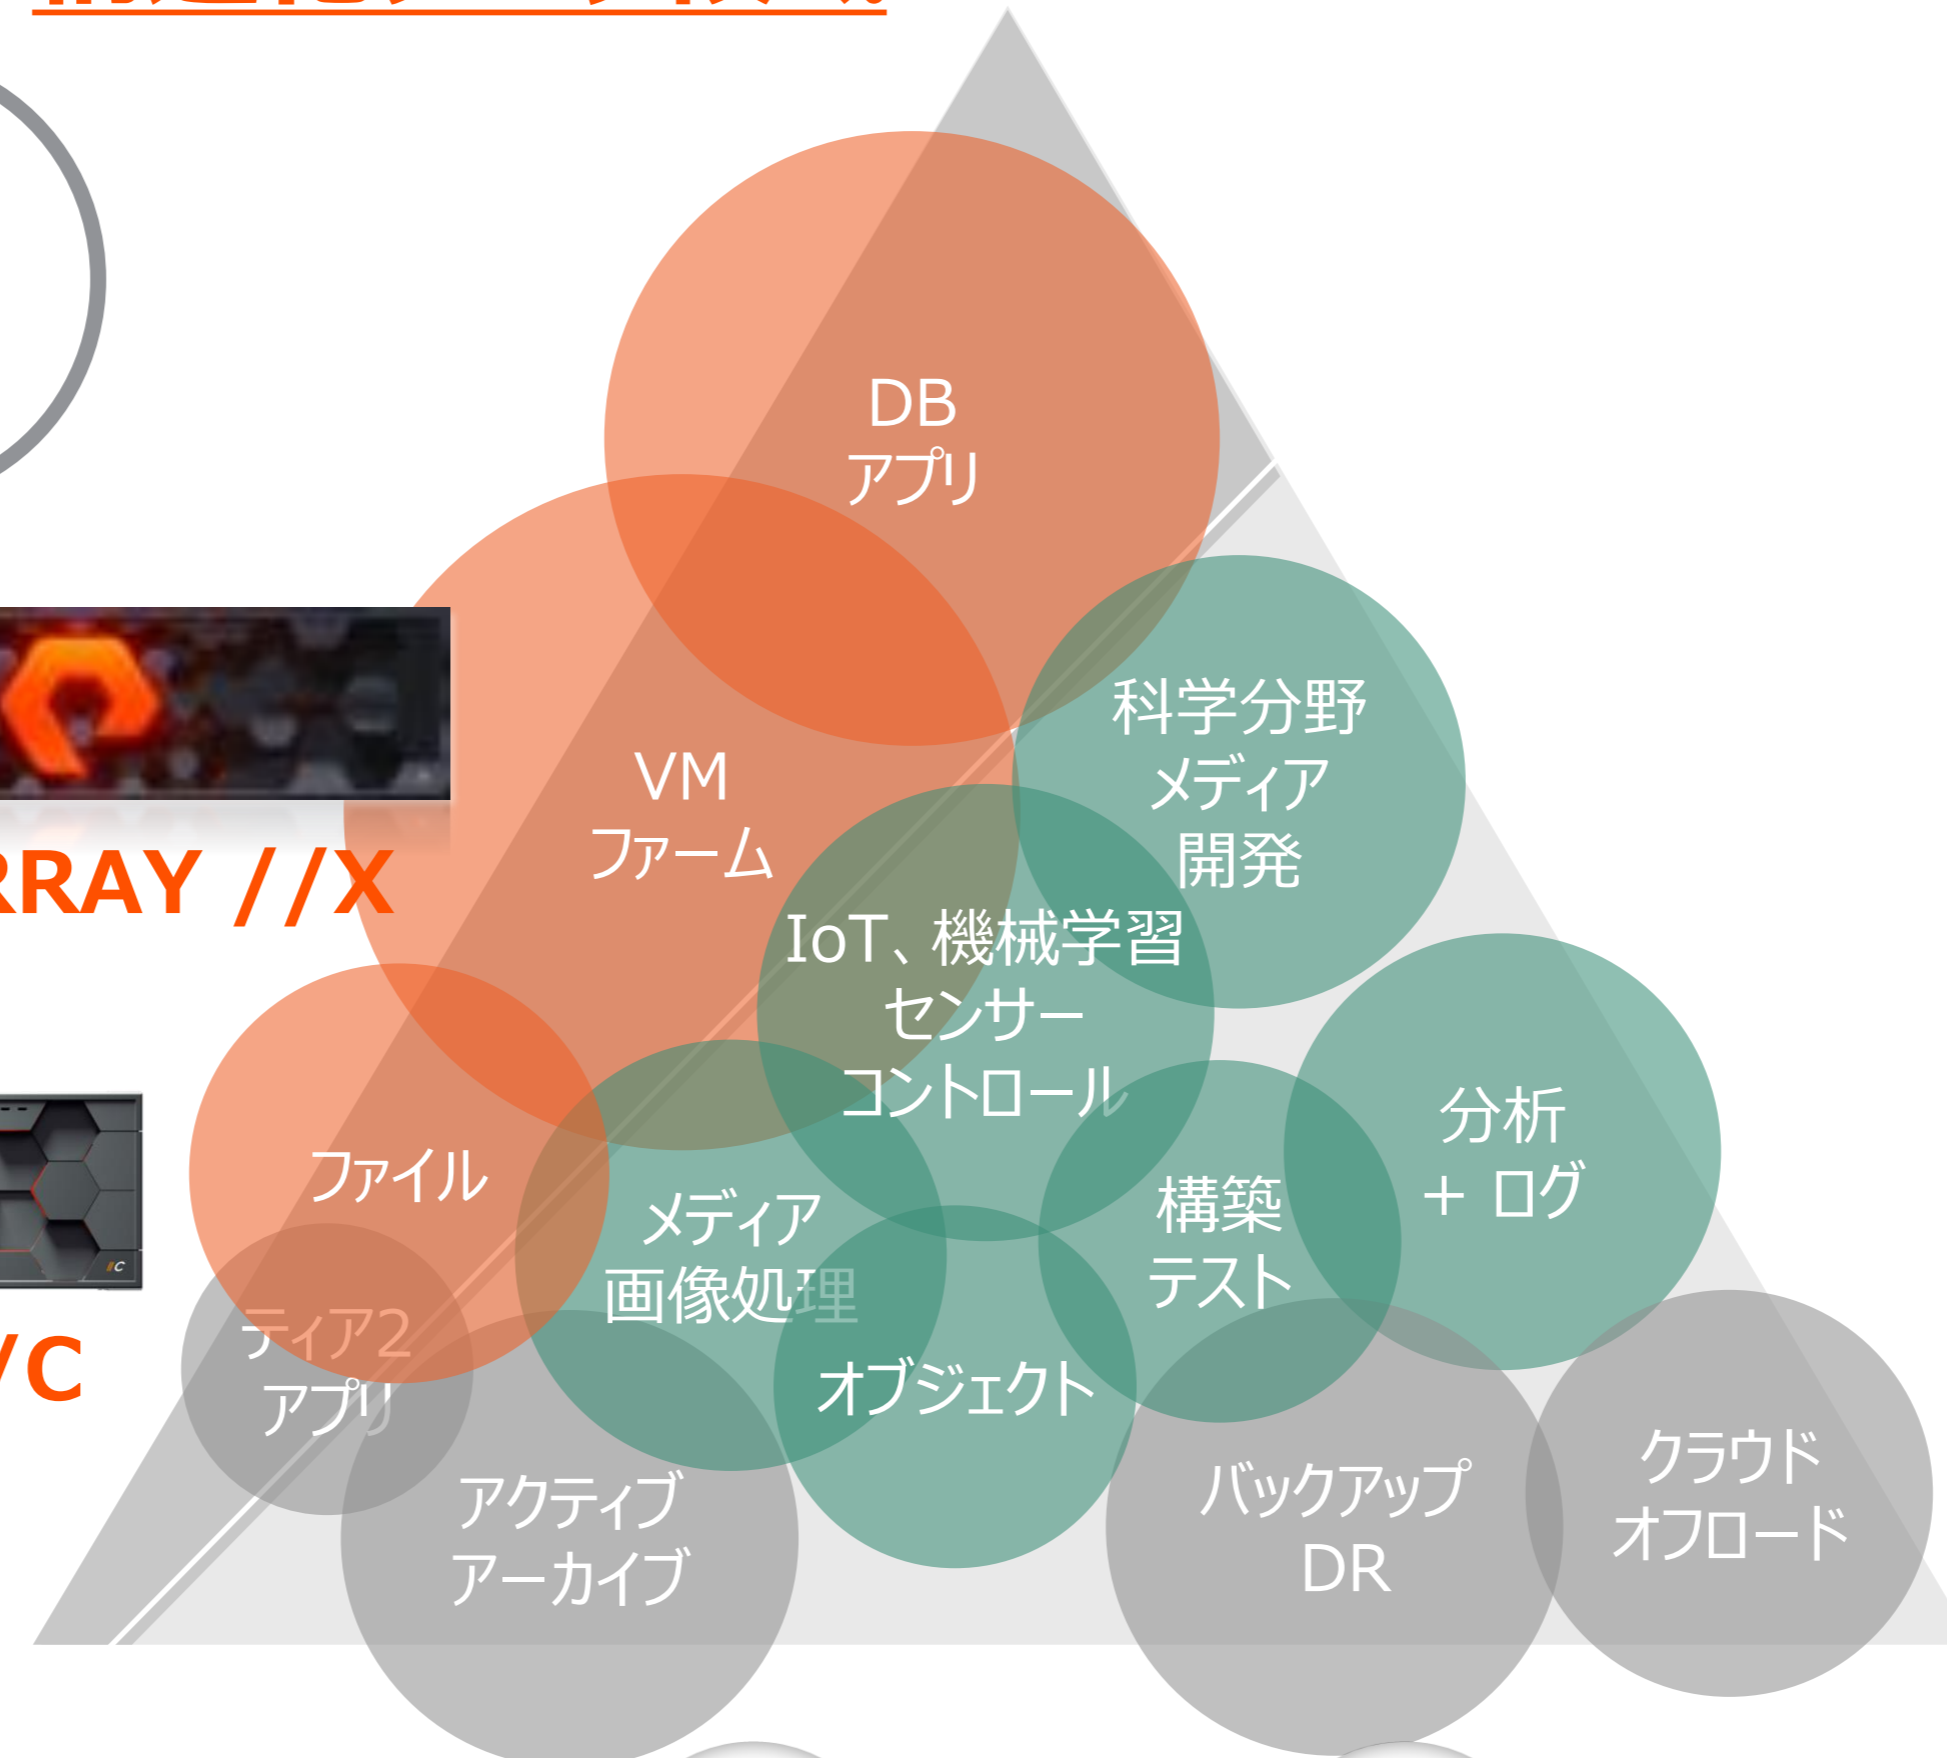 DB
アプリ
VM
ファーム
科学分野
メディア
開発
RRAY //X
IoT、機械学習
センサー
コントロール
ファイル
メディア
画像処理
構築
テスト
分析
+ ログ
ティア2
アプリ
/C
オブジェクト
アクティブ
アーカイブ
バックアップ
DR
クラウド
オフロード
//C